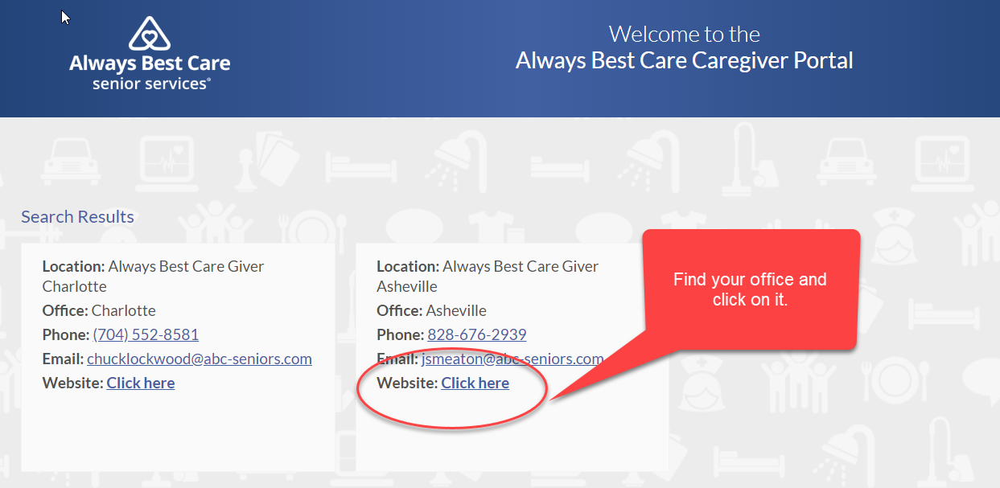 Always Best Care
senior services®
Welcome to the
Always Best Care Caregiver Portal
Search Results
Location: Always Best Care Giver
Charlotte
Office: Charlotte
Phone: (704) 552-8581
Email: chucklockwood@abc-seniors.com
Website: Click here
Location: Always Best Care Giver
Asheville
Office: Asheville
Phone: 828-676-2939
Email: jsmeaton@abc-seniors.com
Website: Click here
Find your office and
click on it.